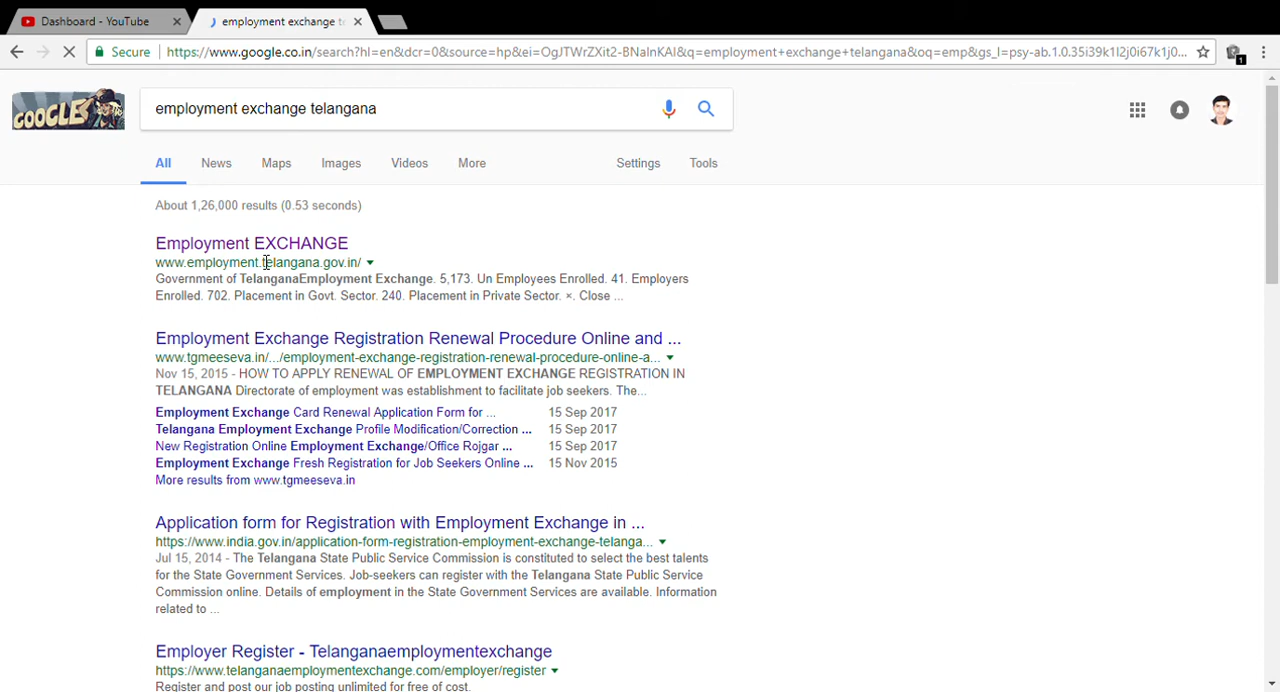 Dashboard - YouTube
employment exchange te
Secure
https://www.google.co.in/search?hl=en&dcr=0&source=hp&ei=OgJTWrZXit2-BNaInKAI&q=employment+exchange+telangana&oq=emp&gs_l=psy-ab.1.0.35i39k1l2j0i67k1j0...
1
GOOGLE
employment exchange telangana
All
News
Maps
Images
Videos
More
Settings
Tools
About 1,26,000 results (0.53 seconds)
Employment EXCHANGE
www.employment.telangana.gov.in/
Government of TelanganaEmployment Exchange. 5,173. Un Employees Enrolled. 41. Employers
Enrolled. 702. Placement in Govt. Sector. 240. Placement in Private Sector. ×. Close ...
Employment Exchange Registration Renewal Procedure Online and ...
www.tgmeeseva.in/.../employment-exchange-registration-renewal-procedure-online-a...
Nov 15, 2015 - HOW TO APPLY RENEWAL OF EMPLOYMENT EXCHANGE REGISTRATION IN
TELANGANA Directorate of employment was establishment to facilitate job seekers. The...
Employment Exchange Card Renewal Application Form for ... 15 Sep 2017
Telangana Employment Exchange Profile Modification/Correction ... 15 Sep 2017
New Registration Online Employment Exchange/Office Rojgar ... 15 Sep 2017
Employment Exchange Fresh Registration for Job Seekers Online ... 15 Nov 2015
More results from www.tgmeeseva.in
Application form for Registration with Employment Exchange in ...
https://www.india.gov.in/application-form-registration-employment-exchange-telanga...
Jul 15, 2014 - The Telangana State Public Service Commission is constituted to select the best talents
for the State Government Services. Job-seekers can register with the Telangana State Public Service
Commission online. Details of employment in the State Government Services are available. Information
related to ...
Employer Register - Telanganaemploymentexchange
https://www.telanganaemploymentexchange.com/employer/register
Register and post our job posting unlimited for free of cost.